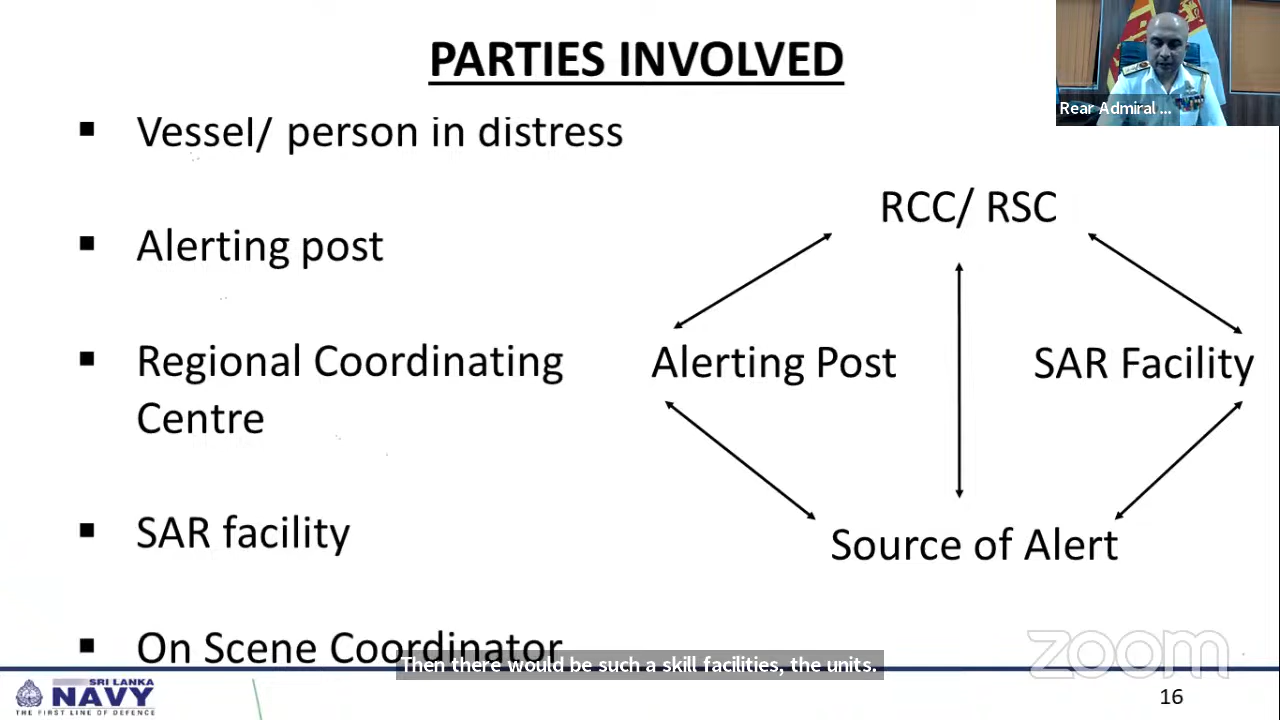 PARTIES INVOLVED
Rear Admiral ...
▪ Vessel/ person in distress
▪ Alerting post
▪ Regional Coordinating
Centre
▪ SAR facility
▪ On Scene Coordinator
RCC/ RSC
Alerting Post
SAR Facility
Source of Alert
Then there would be such a skill facilities, the units.
zoom
SRI LANKA
NAVY
THE FIRST LINE OF DEFENCE
16